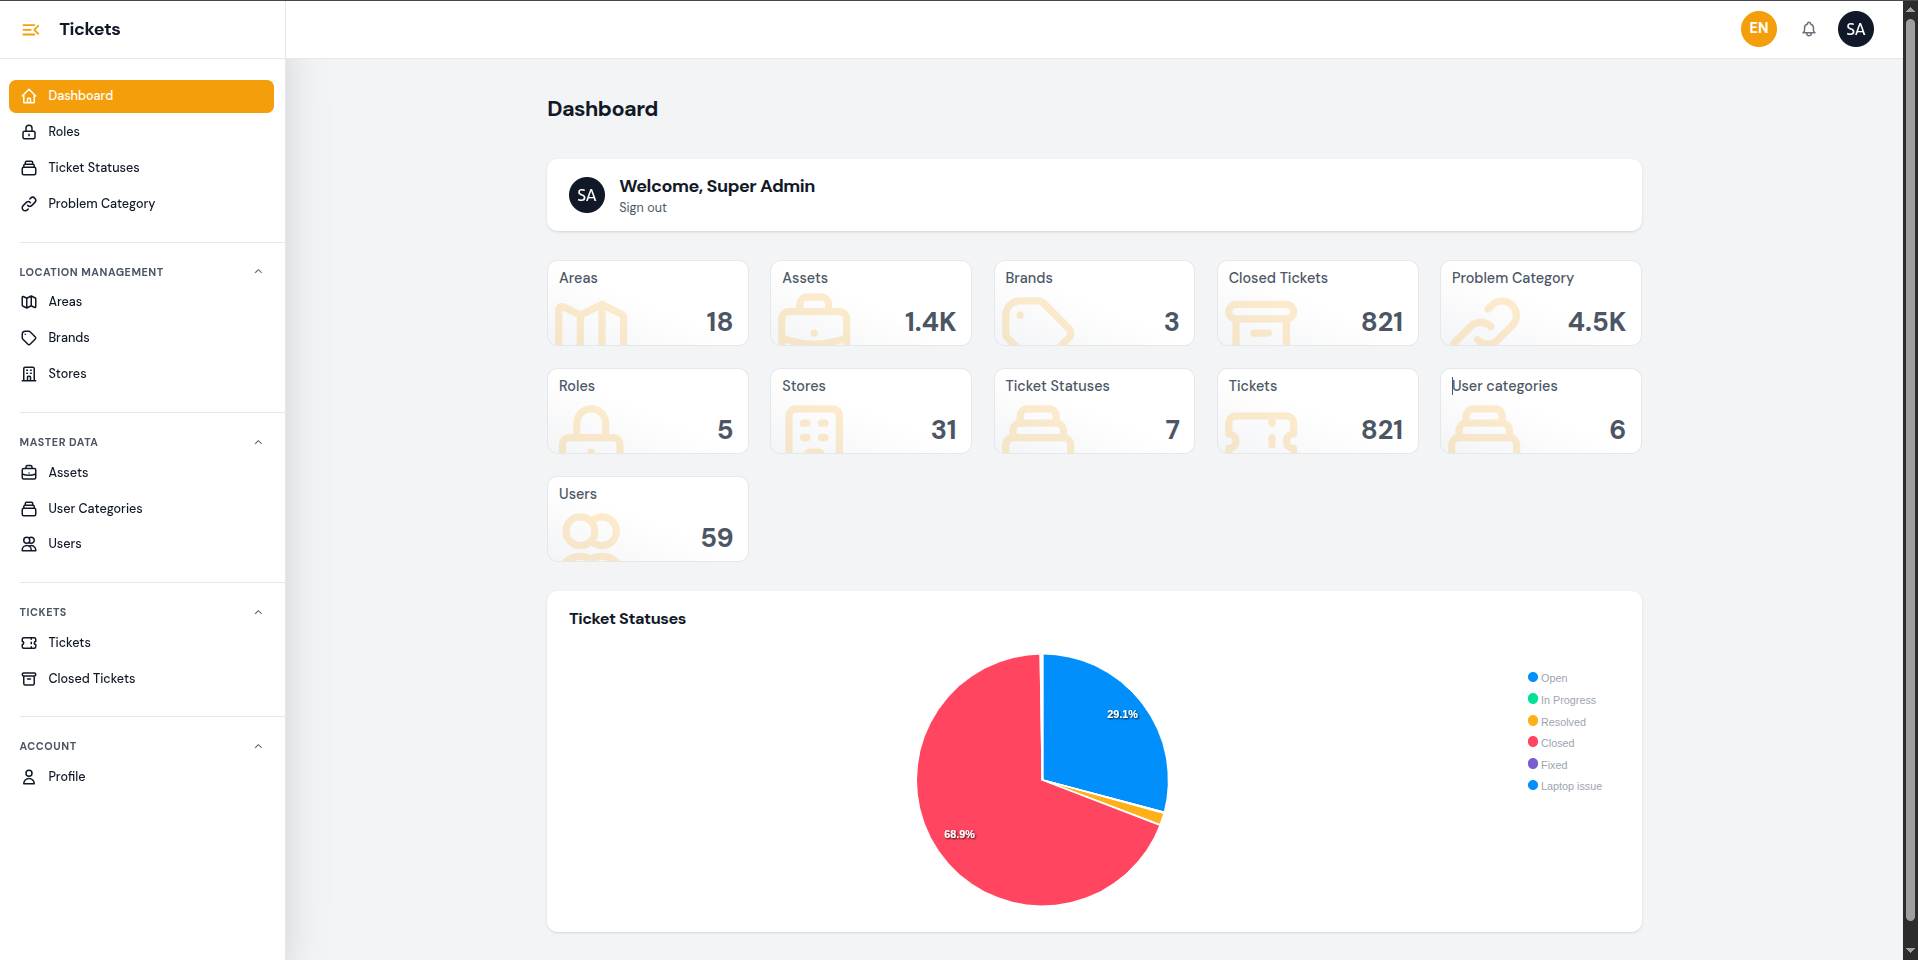 Tickets
EN
SA
Dashboard
Roles
Ticket Statuses
Problem Category
LOCATION MANAGEMENT
Areas
Brands
Stores
MASTER DATA
Assets
User Categories
Users
TICKETS
Tickets
Closed Tickets
ACCOUNT
Profile
Dashboard
SA
Welcome, Super Admin
Sign out
Areas
18
Assets
1.4K
Brands
3
Closed Tickets
821
Problem Category
4.5K
Roles
5
Stores
31
Ticket Statuses
7
Tickets
821
User categories
6
Users
59
Ticket Statuses
29.1%
68.9%
Open
In Progress
Resolved
Closed
Fixed
Laptop issue